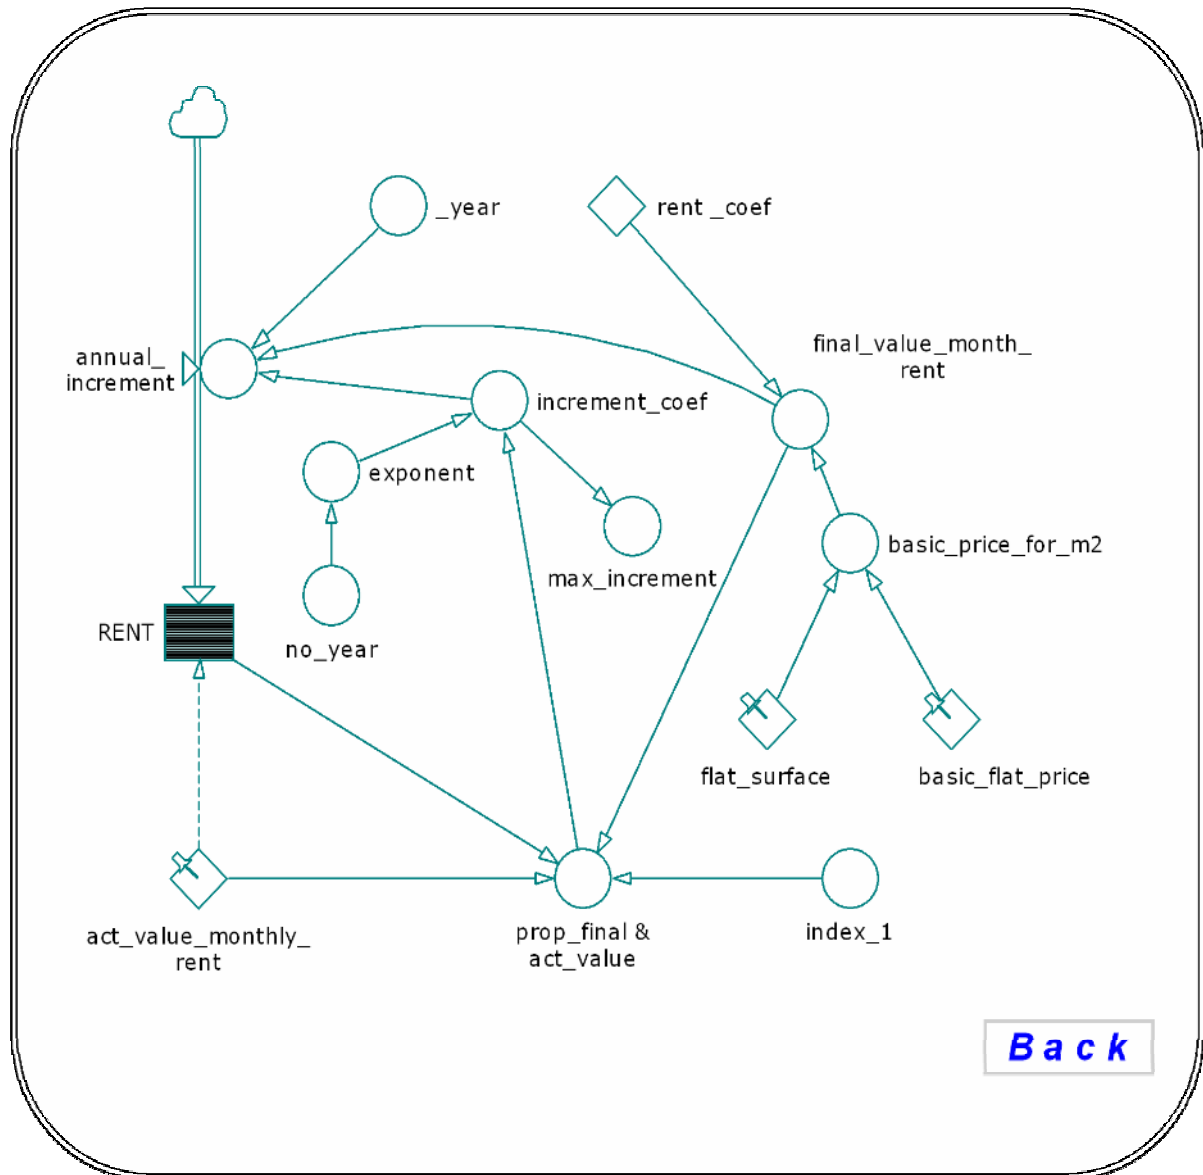 _year
rent _coef
annual_
increment
final_value_month_
rent
increment_coef
exponent
basic_price_for_m2
max_increment
RENT
no_year
flat_surface
basic_flat_price
act_value_monthly_
rent
prop_final &
act_value
index_1
Back